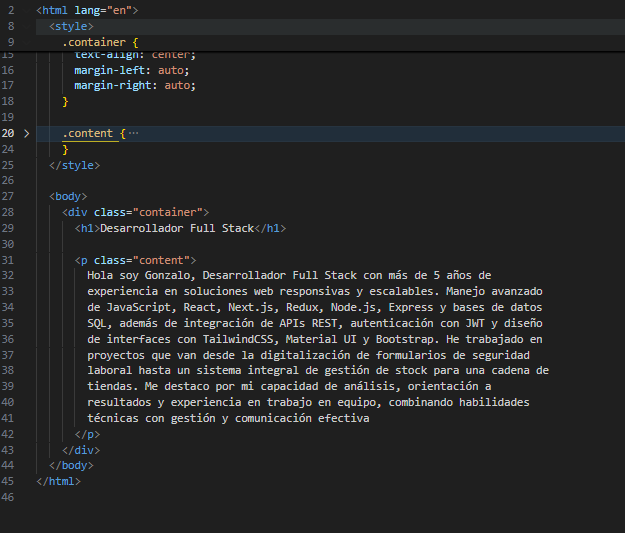 2 <html lang="en">
8 <style>
9 .container {
15 text-align: center;
16 margin-left: auto;
17 margin-right: auto;
18 }
19
20 .content { ...
24 }
25 </style>
26
27 <body>
28 <div class="container">
29 <h1>Desarrollador Full Stack</h1>
30
31 <p class="content">
32 Hola soy Gonzalo, Desarrollador Full Stack con más de 5 años de
33 experiencia en soluciones web responsivas y escalables. Manejo avanzado
34 de JavaScript, React, Next.js, Redux, Node.js, Express y bases de datos
35 SQL, además de integración de APIs REST, autenticación con JWT y diseño
36 de interfaces con TailwindCSS, Material UI y Bootstrap. He trabajado en
37 proyectos que van desde la digitalización de formularios de seguridad
38 laboral hasta un sistema integral de gestión de stock para una cadena de
39 tiendas. Me destaco por mi capacidad de análisis, orientación a
40 resultados y experiencia en trabajo en equipo, combinando habilidades
41 técnicas con gestión y comunicación efectiva
42 </p>
43 </div>
44 </body>
45 </html>
46